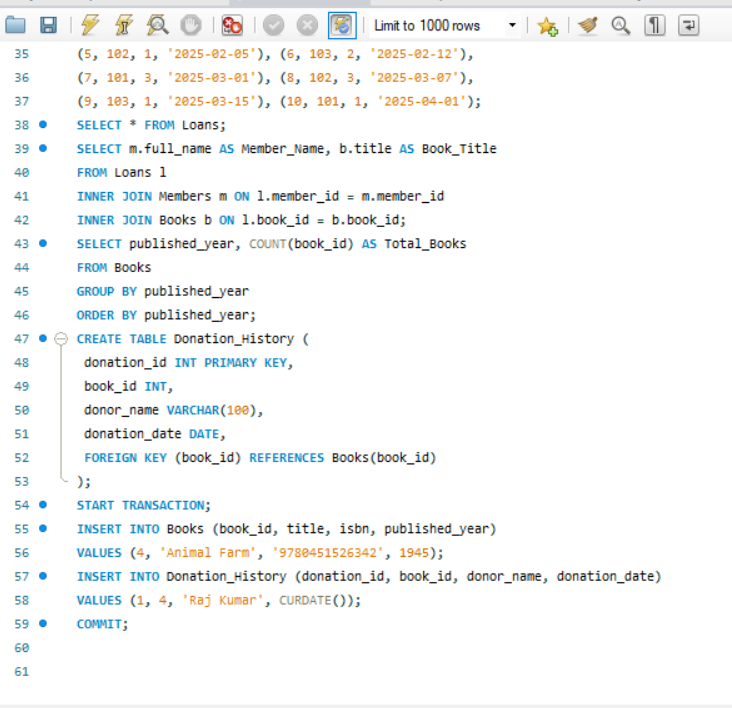 Limit to 1000 rows
35 (5, 102, 1, '2025-02-05'), (6, 103, 2, '2025-02-12'),
36 (7, 101, 3, '2025-03-01'), (8, 102, 3, '2025-03-07'),
37 (9, 103, 1, '2025-03-15'), (10, 101, 1, '2025-04-01');
38 SELECT * FROM Loans;
39 SELECT m.full_name AS Member_Name, b.title AS Book_Title
40 FROM Loans l
41 INNER JOIN Members m ON l.member_id = m.member_id
42 INNER JOIN Books b ON l.book_id = b.book_id;
43 SELECT published_year, COUNT(book_id) AS Total_Books
44 FROM Books
45 GROUP BY published_year
46 ORDER BY published_year;
47 CREATE TABLE Donation_History (
48 donation_id INT PRIMARY KEY,
49 book_id INT,
50 donor_name VARCHAR(100),
51 donation_date DATE,
52 FOREIGN KEY (book_id) REFERENCES Books(book_id)
53 );
54 START TRANSACTION;
55 INSERT INTO Books (book_id, title, isbn, published_year)
56 VALUES (4, 'Animal Farm', '9780451526342', 1945);
57 INSERT INTO Donation_History (donation_id, book_id, donor_name, donation_date)
58 VALUES (1, 4, 'Raj Kumar', CURDATE());
59 COMMIT;
60
61